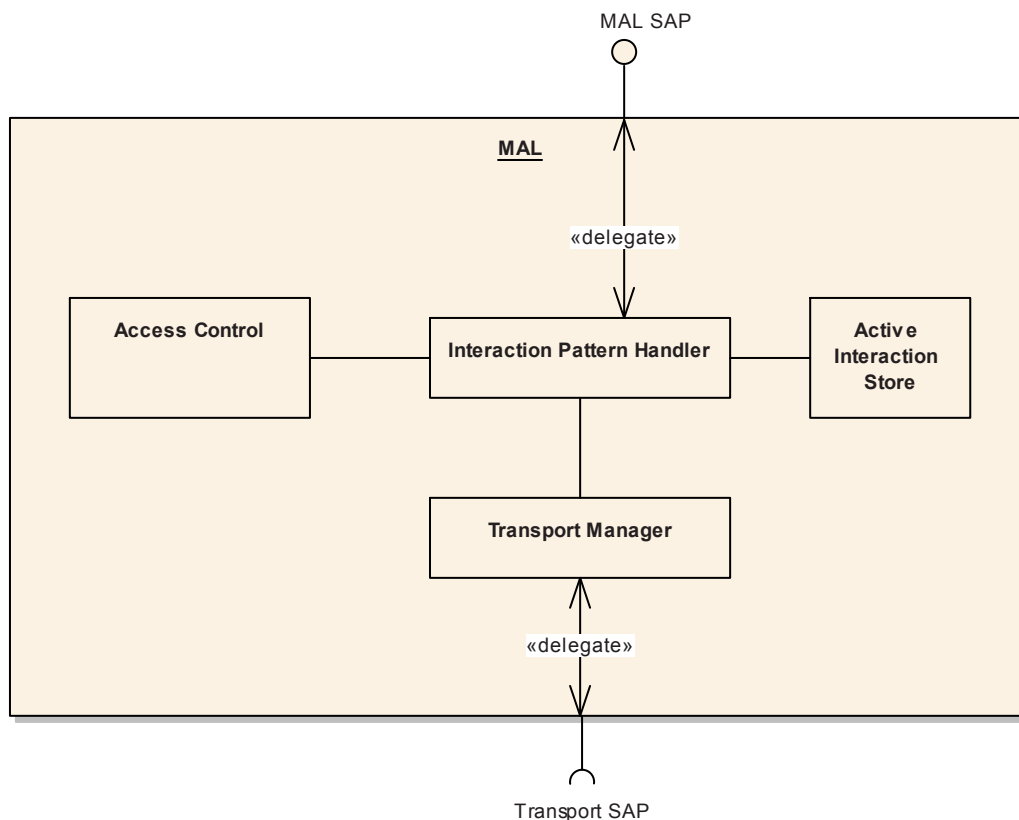 MAL SAP
MAL
«delegate»
Access Control
Interaction Pattern Handler
Active
Interaction
Store
Transport Manager
«delegate»
Transport SAP